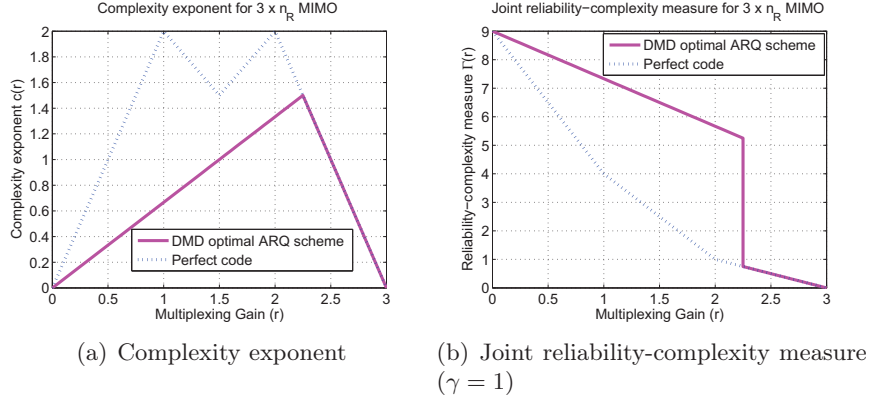 Complexity exponent for 3 x n_R MIMO
2
1.8
1.6
1.4
1.2
1
0.8
0.6
0.4
0.2
0
Complexity exponent c(r)
DMD optimal ARQ scheme
Perfect code
0 0.5 1 1.5 2 2.5 3
Multiplexing Gain (r)
(a) Complexity exponent
Joint reliability−complexity measure for 3 x n_R MIMO
9
8
7
6
5
4
3
2
1
0
Reliability−complexity measure Γ(r)
DMD optimal ARQ scheme
Perfect code
0 0.5 1 1.5 2 2.5 3
Multiplexing Gain (r)
(b) Joint reliability-complexity measure
(γ = 1)